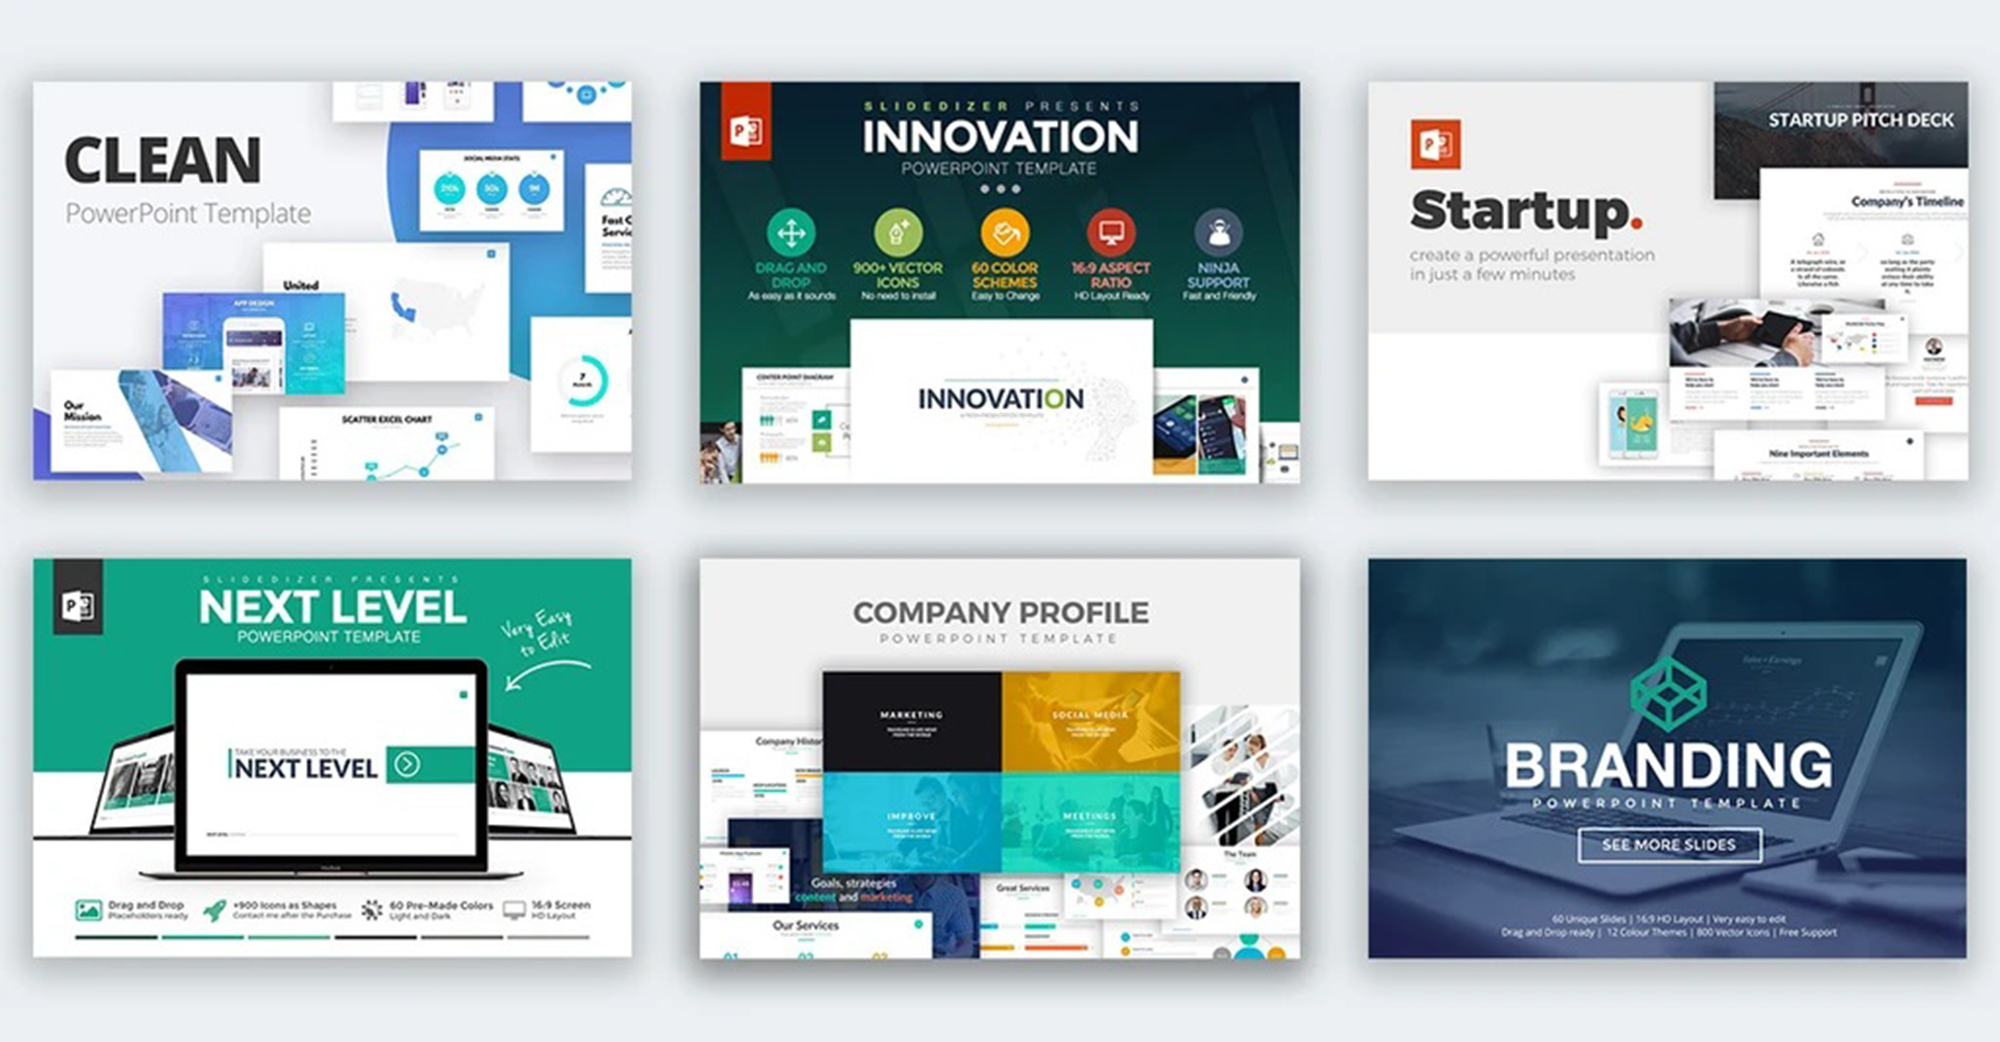 CLEAN
PowerPoint Template
SOCIAL MEDIA STATS
210k
50k
9M
Fast
United
APP DESIGN
Our
Mission
7
SCATTER EXCEL CHART
SLIDEDIZER PRESENTS
INNOVATION
POWERPOINT TEMPLATE
DRAG AND
DROP
As easy as it sounds
900+ VECTOR
ICONS
No need to install
60 COLOR
SCHEMES
Easy to Change
16:9 ASPECT
RATIO
HD Layout Ready
NINJA
SUPPORT
Fast and Friendly
CENTER POINT DIAGRAM
INNOVATION
Startup.
create a powerful presentation
in just a few minutes
STARTUP PITCH DECK
Company's Timeline
Nine Important Elements
SLIDEDIZER PRESENTS
NEXT LEVEL
POWERPOINT TEMPLATE
Very Easy
to Edit
TAKE YOUR BUSINESS TO THE
NEXT LEVEL
Drag and Drop
Placeholders ready
+900 Icons as Shapes
Contact me after the Purchase
60 Pre-Made Colors
Light and Dark
16:9 Screen
HD Layout
COMPANY PROFILE
POWERPOINT TEMPLATE
MARKETING
SOCIAL MEDIA
IMPROVE
MEETINGS
Company Histor
Goals, strategies
content and marketing
Great Services
The Team
Our Services
01
02
03
BRANDING
POWERPOINT TEMPLATE
SEE MORE SLIDES
60 Unique Slides | 16:9 HD Layout | Very easy to edit
Drag and Drop ready | 12 Colour Themes | 800 Vector Icons | Free Support